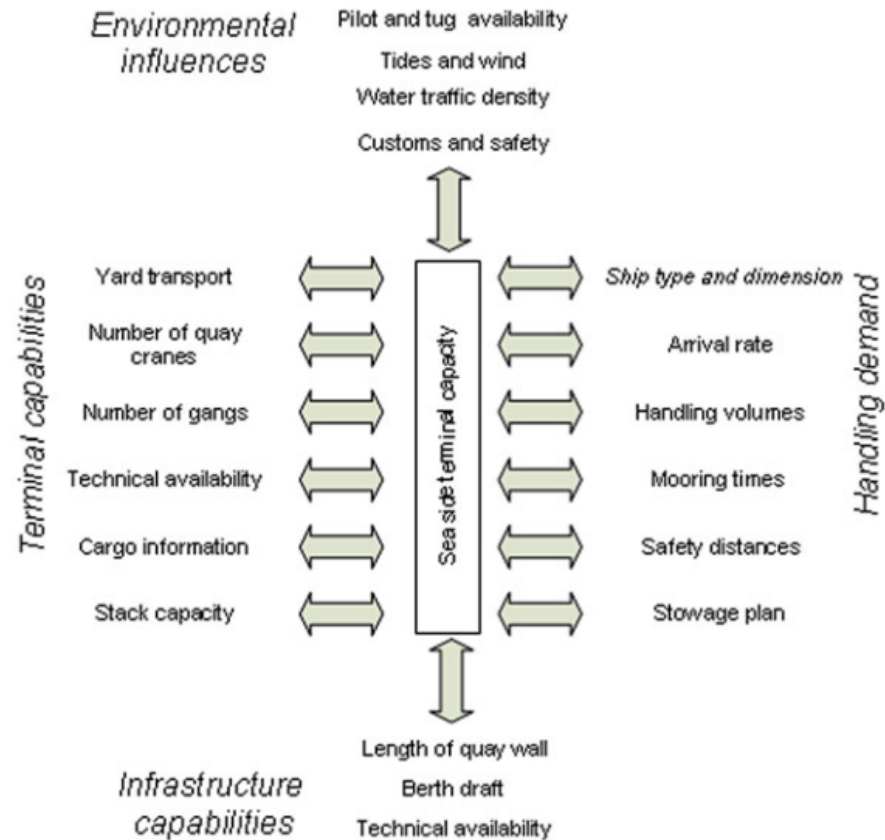 Environmental
influences
Pilot and tug availability
Tides and wind
Water traffic density
Customs and safety
Terminal capabilities
Yard transport
Number of quay
cranes
Number of gangs
Technical availability
Cargo information
Stack capacity
Sea side terminal capacity
Ship type and dimension
Arrival rate
Handling volumes
Mooring times
Safety distances
Stowage plan
Handling demand
Infrastructure
capabilities
Length of quay wall
Berth draft
Technical availability